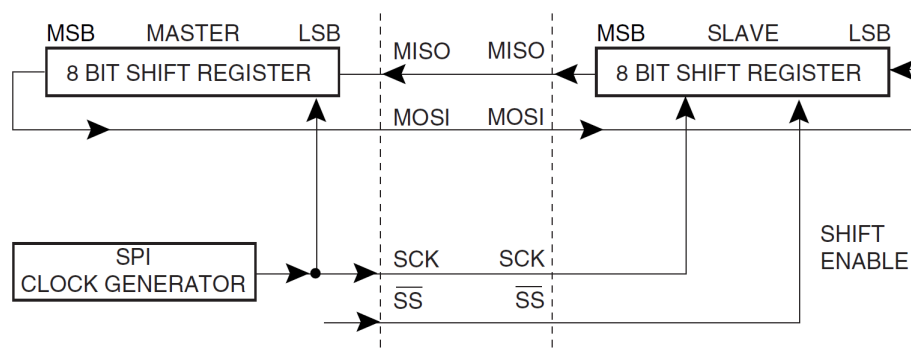 MSB MASTER LSB
8 BIT SHIFT REGISTER
MISO MISO
MSB SLAVE LSB
8 BIT SHIFT REGISTER
MOSI MOSI
SPI
CLOCK GENERATOR
SCK SCK
SS SS
SHIFT
ENABLE